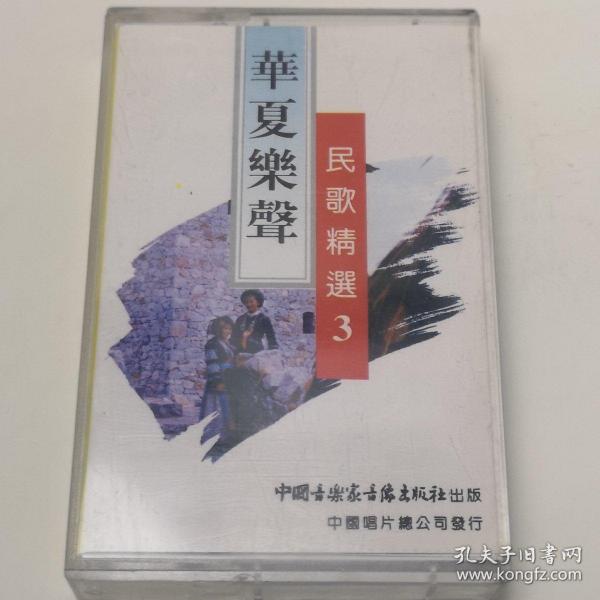 華夏樂聲
民歌精選3
中國音樂家音像出版社出版
中國唱片總公司發行
孔夫子旧书网
www.kongfz.com